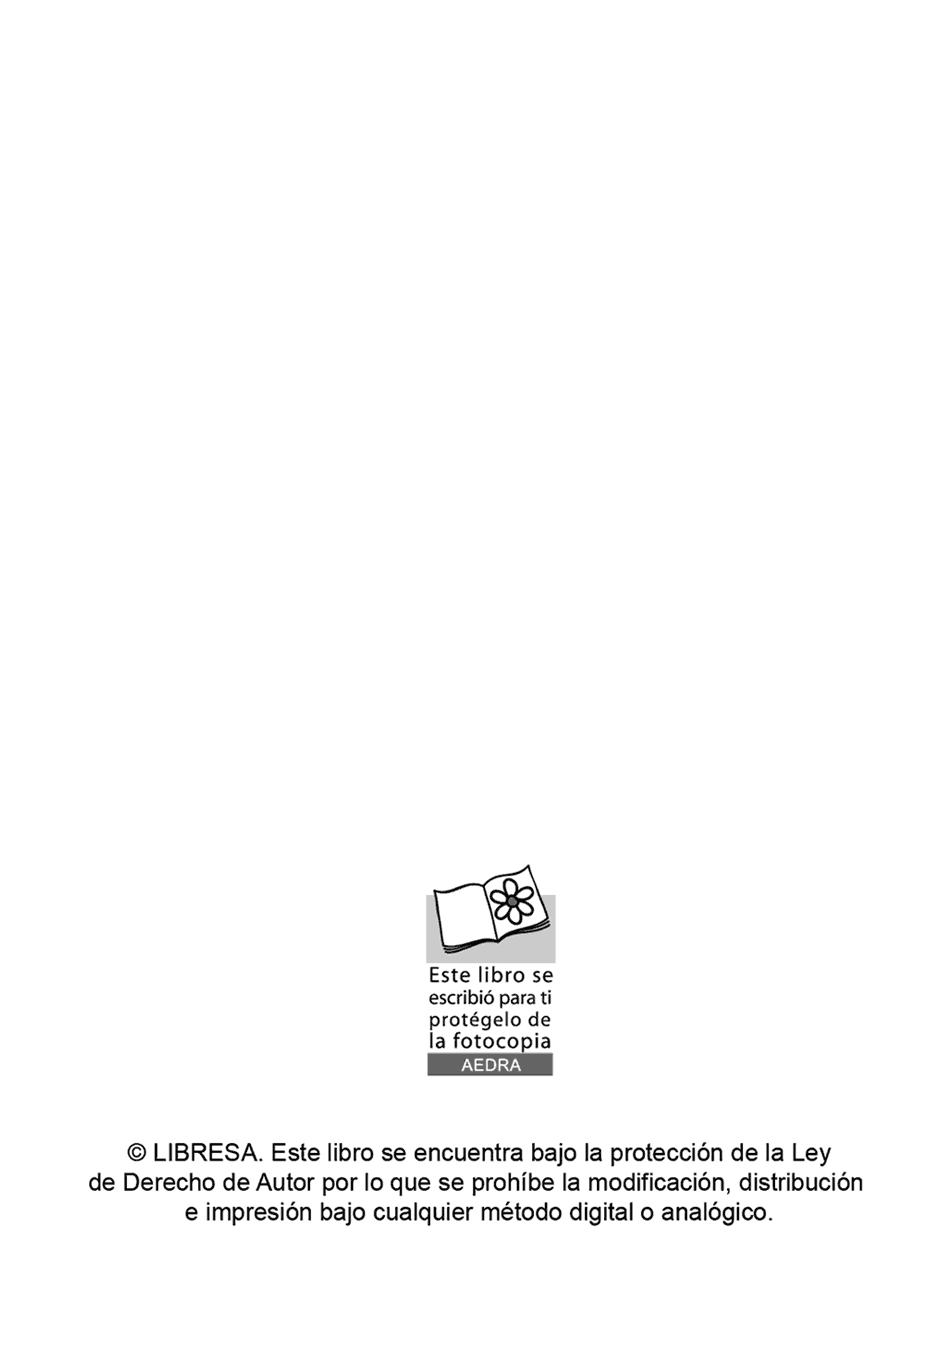 Este libro se
escribió para ti
protégelo de
la fotocopia
AEDRA
© LIBRESA. Este libro se encuentra bajo la protección de la Ley
de Derecho de Autor por lo que se prohíbe la modificación, distribución
e impresión bajo cualquier método digital o analógico.